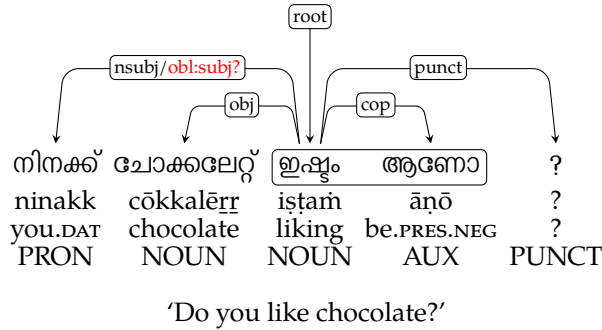 root
nsubj/obl:subj? punct
obj cop
നിനക്ക് ചോക്കലേറ്റ് ഇഷ്ടം ആണോ ?
ninakk cōkkalēṟṟ iṣṭaṁ āṇō ?
you.DAT chocolate liking be.PRES.NEG ?
PRON NOUN NOUN AUX PUNCT
‘Do you like chocolate?’